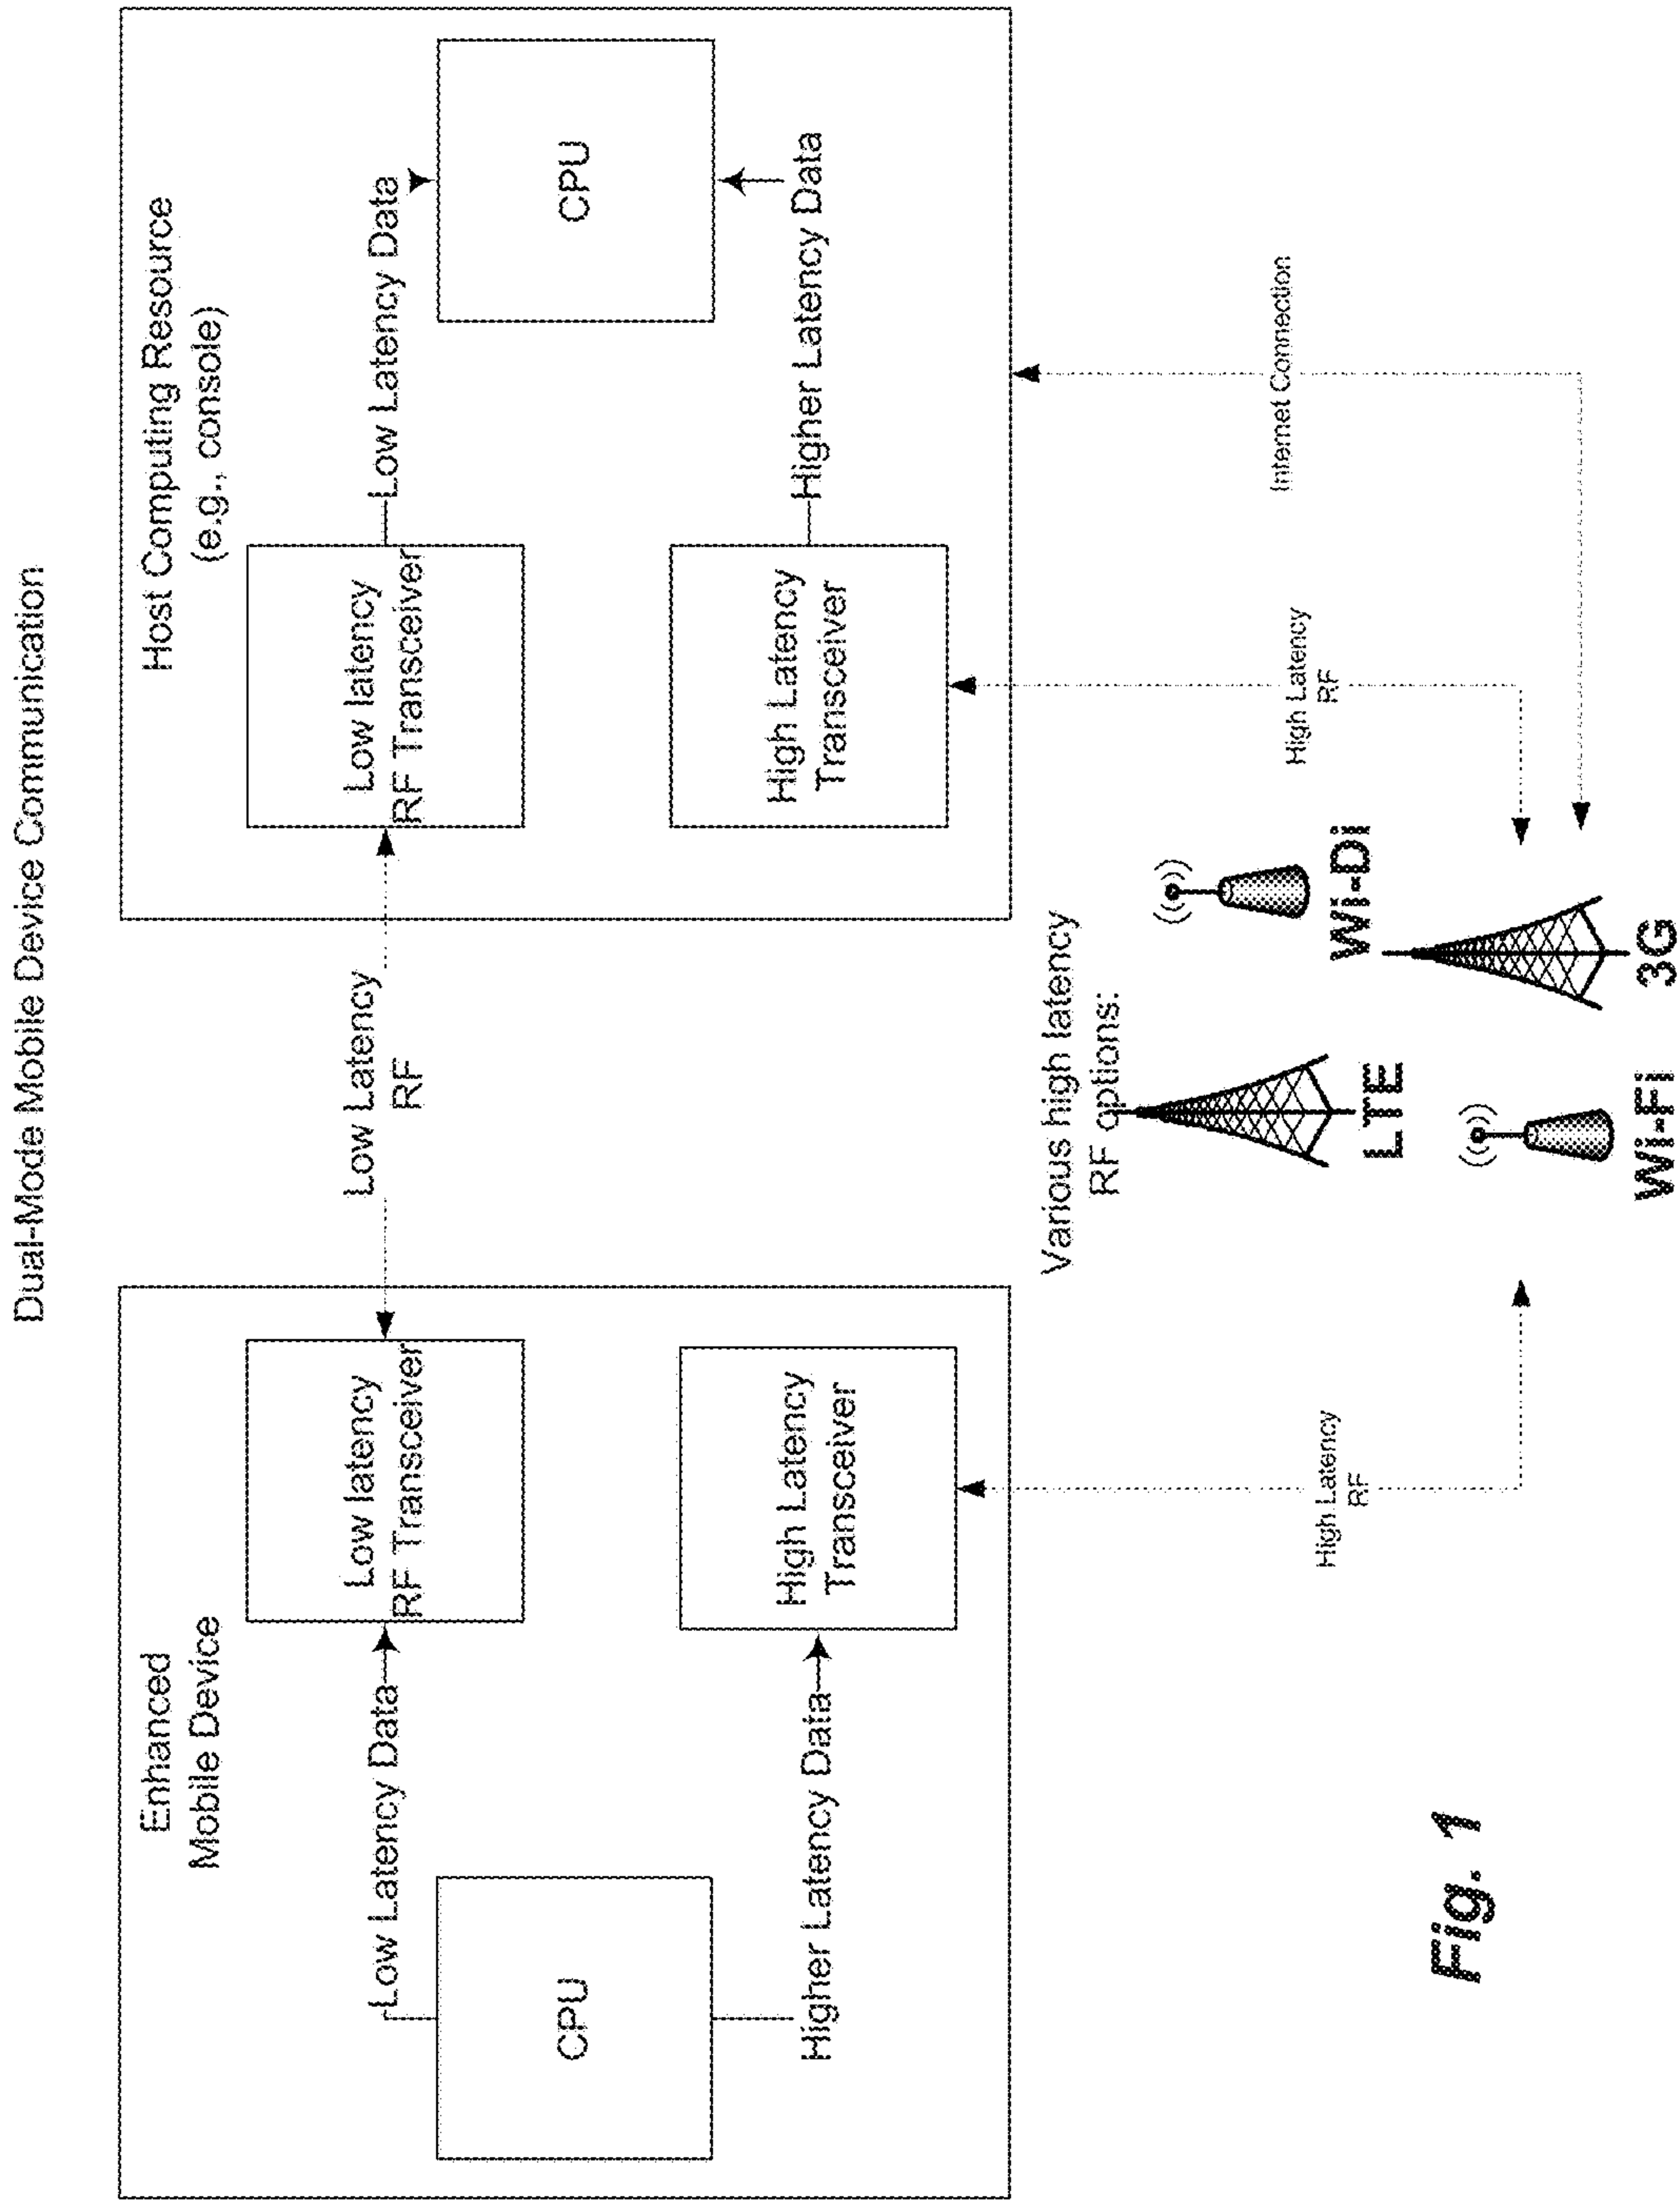 Dual-Mode Mobile Device Communication
Enhanced
Mobile Device
CPU
Low Latency Data
Higher Latency Data
Low latency
RF Transceiver
High Latency
Transceiver
Low Latency
RF
Host Computing Resource
(e.g., console)
Low latency
RF Transceiver
High Latency
Transceiver
Low Latency Data
Higher Latency Data
CPU
High Latency
RF
Various high latency
RF options:
LTE
Wi-Di
Wi-Fi
3G
High Latency
RF
Internet Connection
Fig. 1